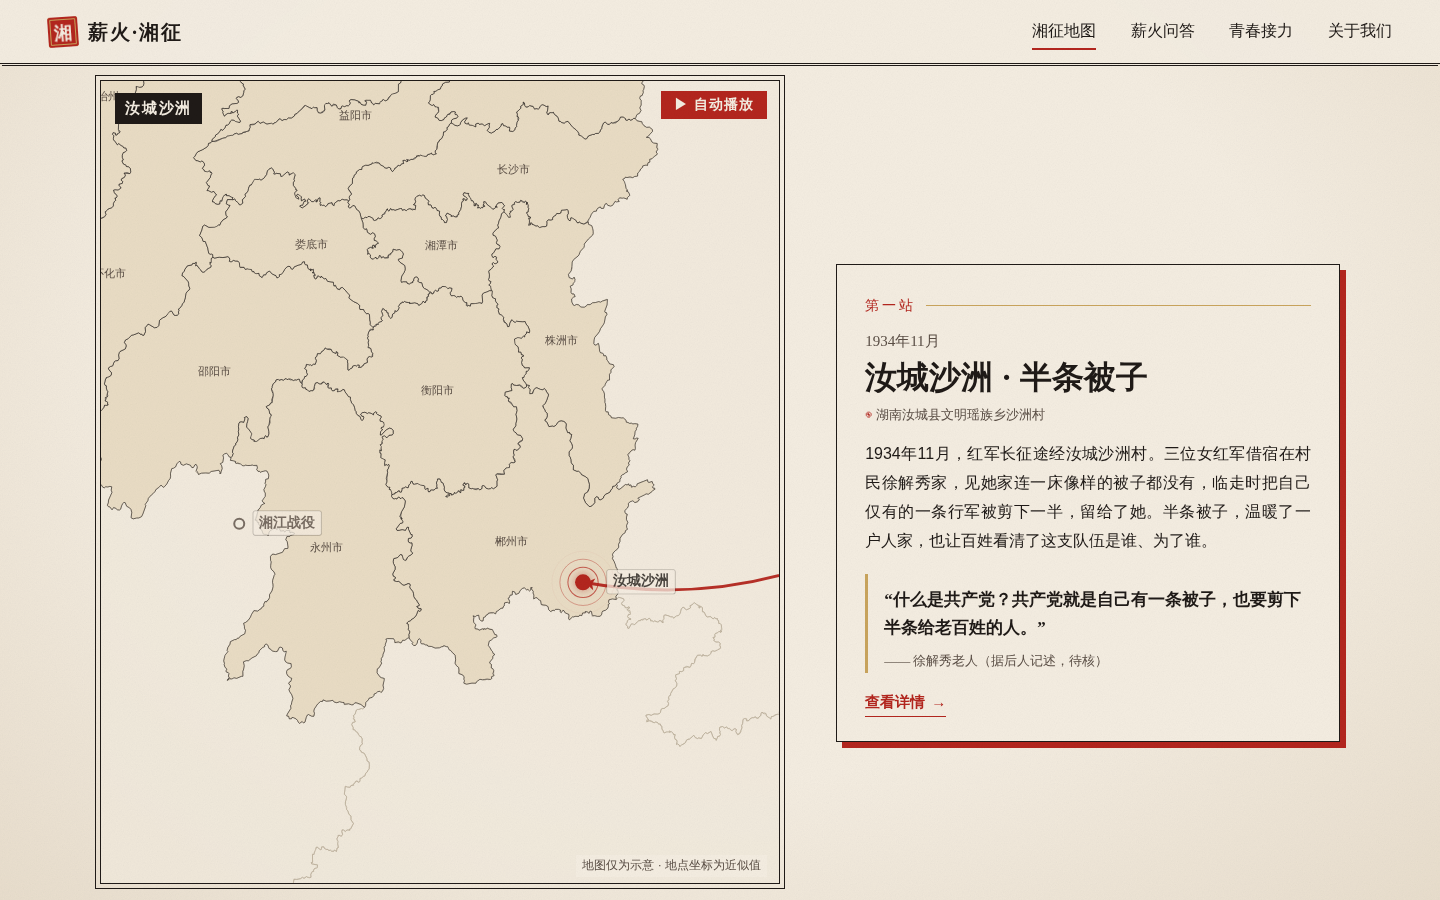 湘
薪火·湘征
湘征地图
薪火问答
青春接力
关于我们
汝城沙洲
▶ 自动播放
益阳市
长沙市
娄底市
湘潭市
化市
株洲市
邵阳市
衡阳市
湘江战役
永州市
郴州市
汝城沙洲
地图仅为示意 · 地点坐标为近似值
第一站
1934年11月
汝城沙洲 · 半条被子
湖南汝城县文明瑶族乡沙洲村
1934年11月，红军长征途经汝城沙洲村。三位女红军借宿在村
民徐解秀家，见她家连一床像样的被子都没有，临走时把自己
仅有的一条行军被剪下一半，留给了她。半条被子，温暖了一
户人家，也让百姓看清了这支队伍是谁、为了谁。
“什么是共产党？共产党就是自己有一条被子，也要剪下
半条给老百姓的人。”
—— 徐解秀老人（据后人记述，待核）
查看详情 →